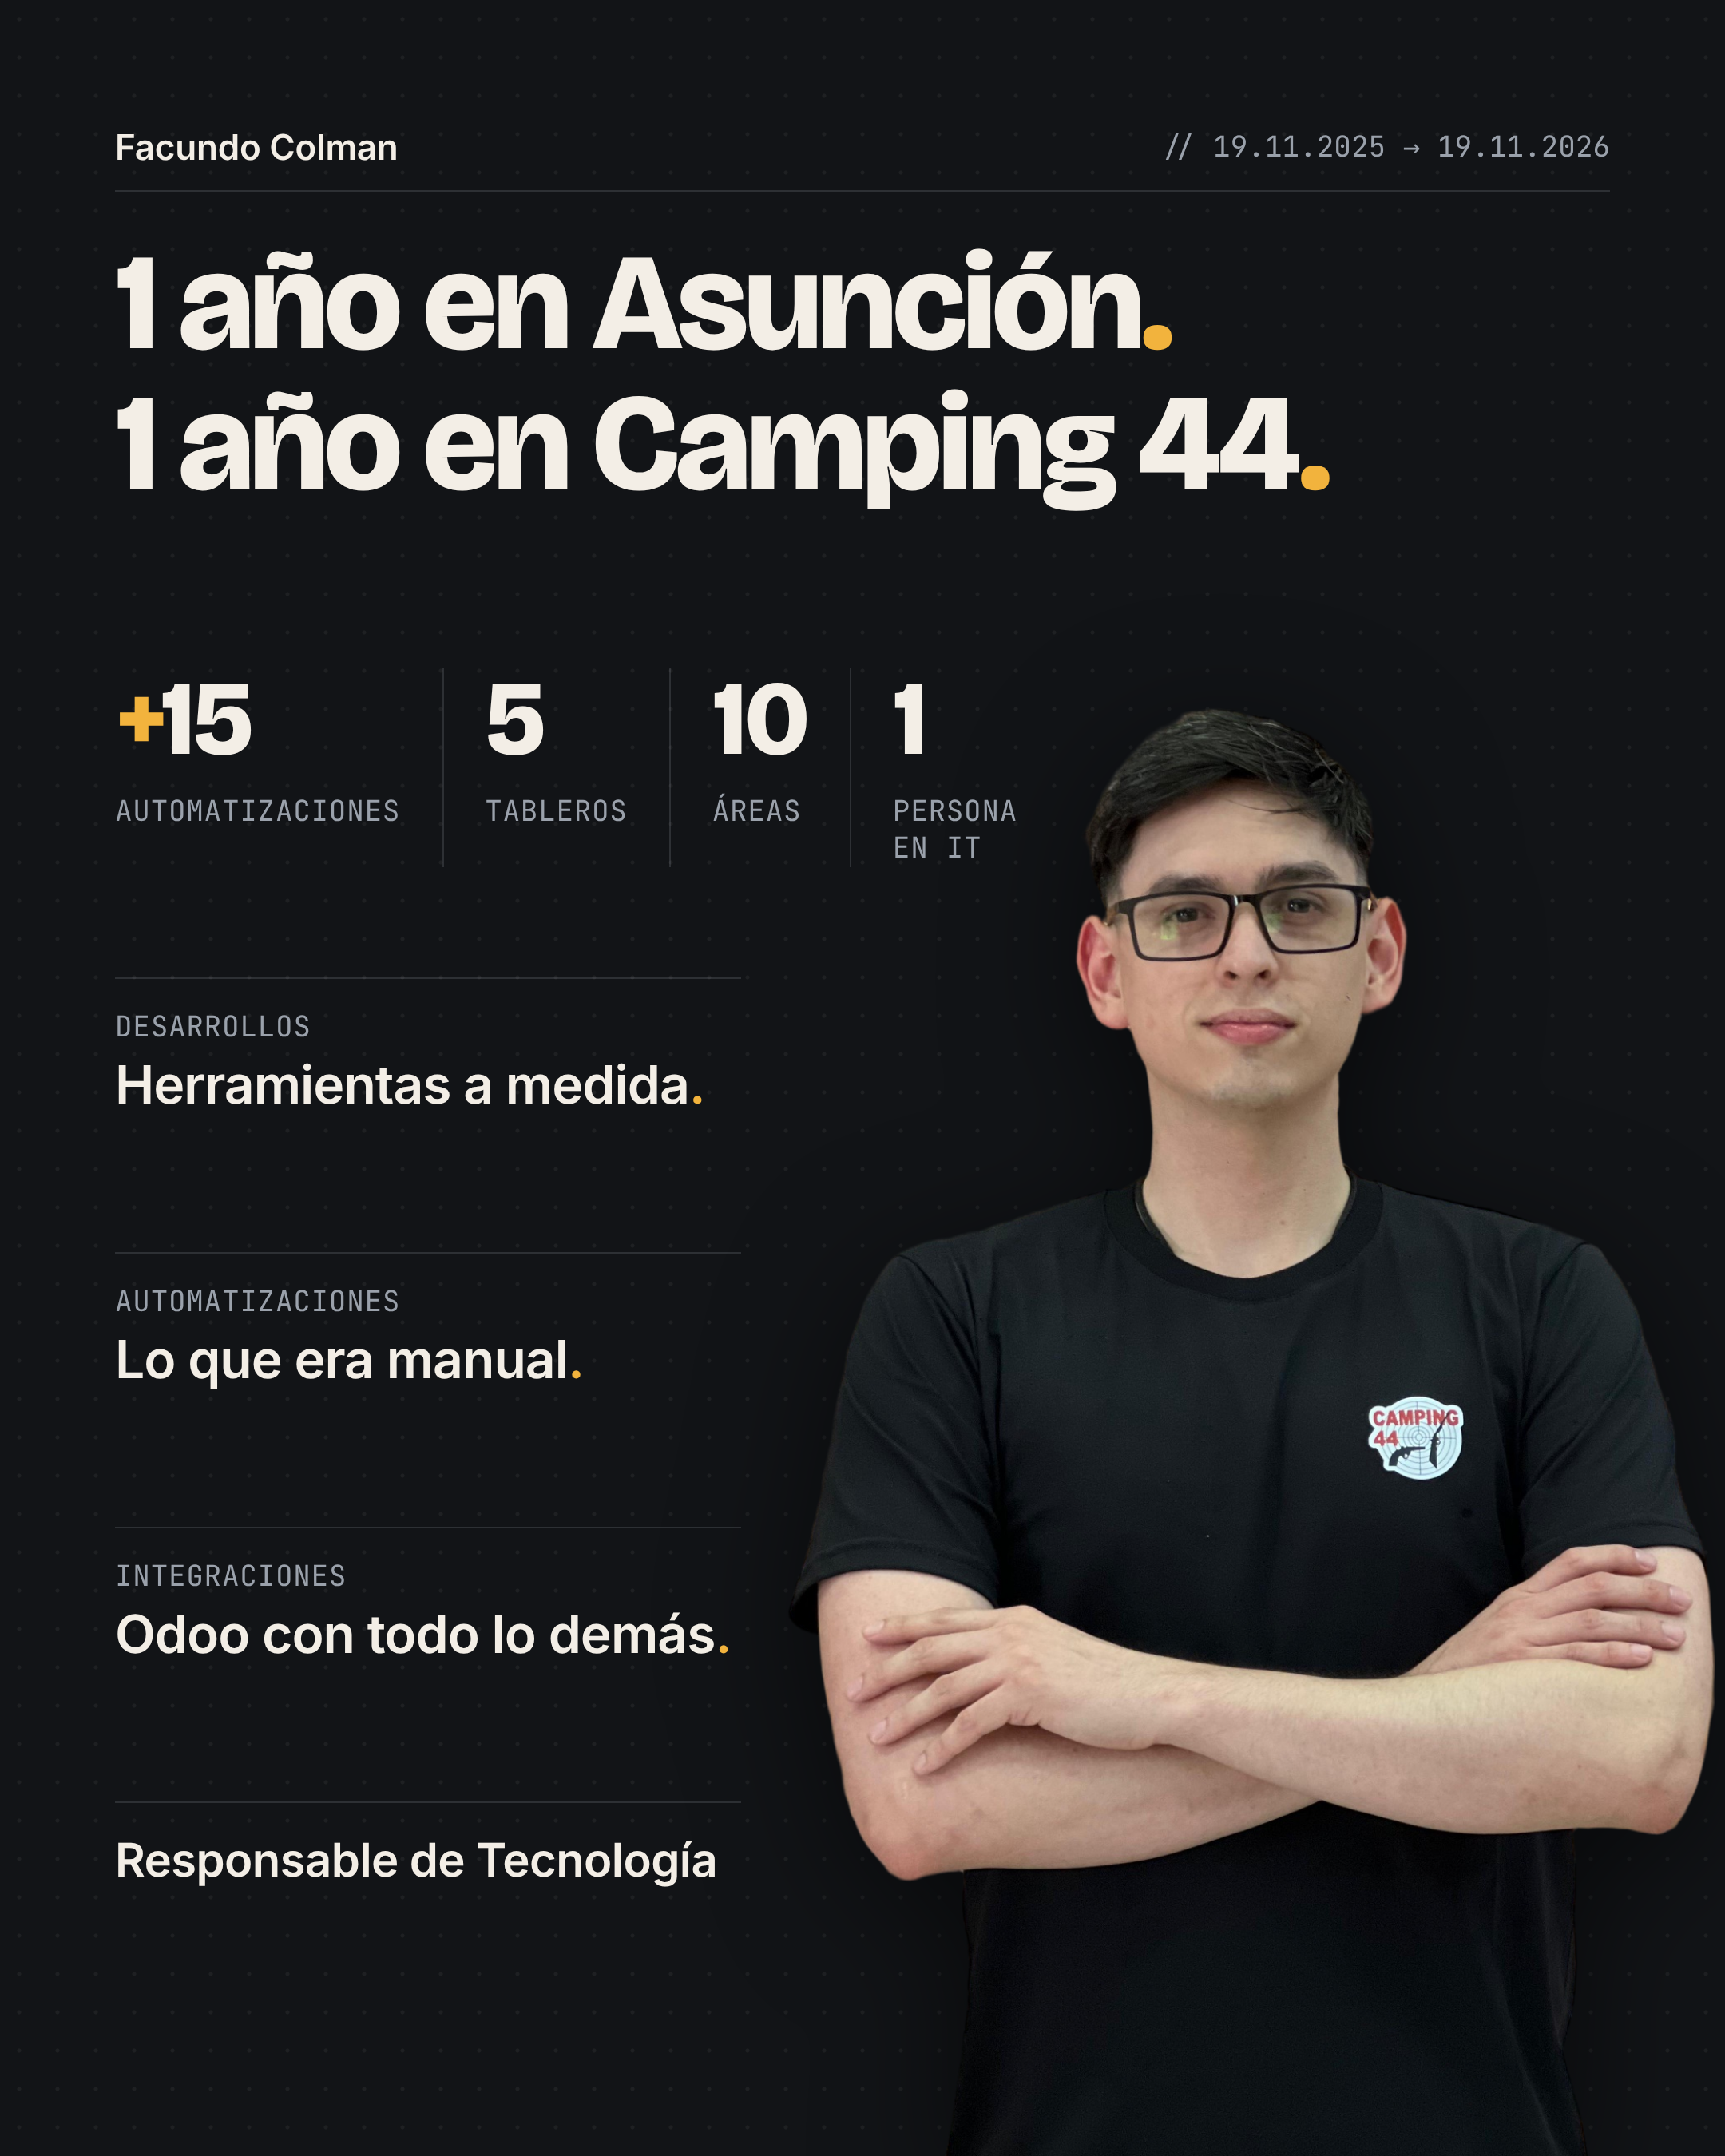 Facundo Colman
// 19.11.2025 → 19.11.2026
1 año en Asunción.
1 año en Camping 44.
+15
AUTOMATIZACIONES
5
TABLEROS
10
ÁREAS
1
PERSONA
EN IT
DESARROLLOS
Herramientas a medida.
AUTOMATIZACIONES
Lo que era manual.
CAMPING
44
INTEGRACIONES
Odoo con todo lo demás.
Responsable de Tecnología